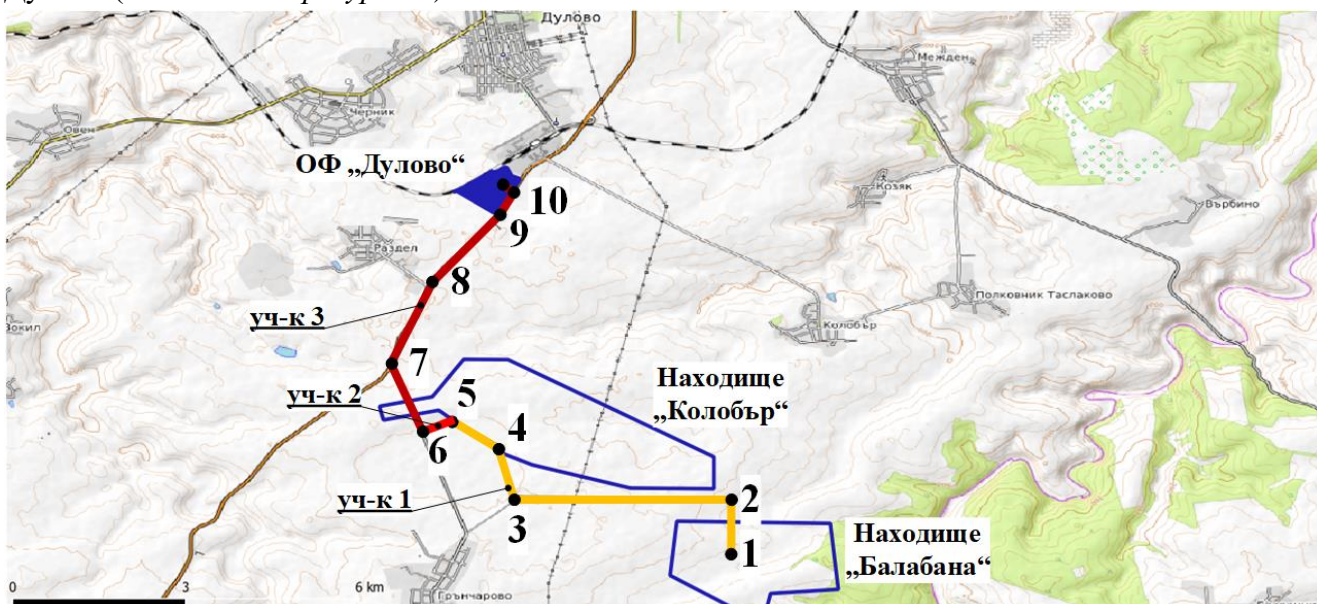 Дулово
Межден
Черник
Овен
ОФ „Дулово“
10
Козяк
Върбино
9
Раздел
8
Полковник Таслаково
уч-к 3
Вокил
Колобър
7
Находище
„Колобър“
уч-к 2
5
4
6
уч-к 1
3
2
Находище
„Балабана“
1
0
3
6 km
Грънчарово